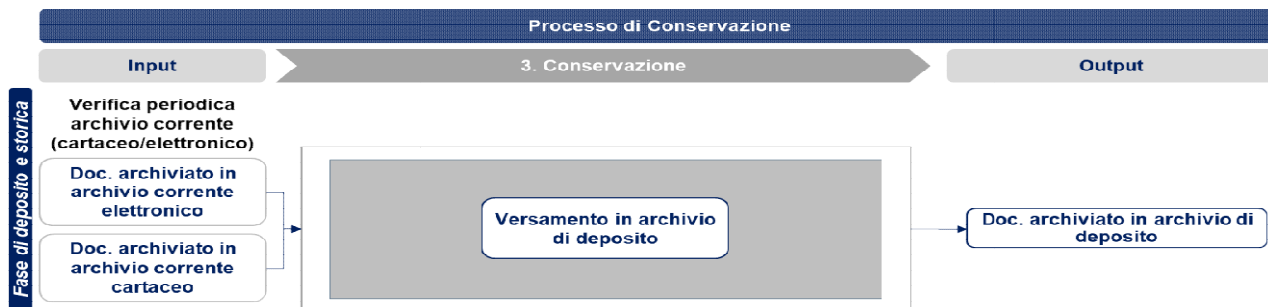 Processo di Conservazione
Input
3. Conservazione
Output
Fase di deposito e storica
Verifica periodica
archivio corrente
(cartaceo/elettronico)
Doc. archiviato in
archivio corrente
elettronico
Doc. archiviato in
archivio corrente
cartaceo
Versamento in archivio
di deposito
Doc. archiviato in archivio di
deposito